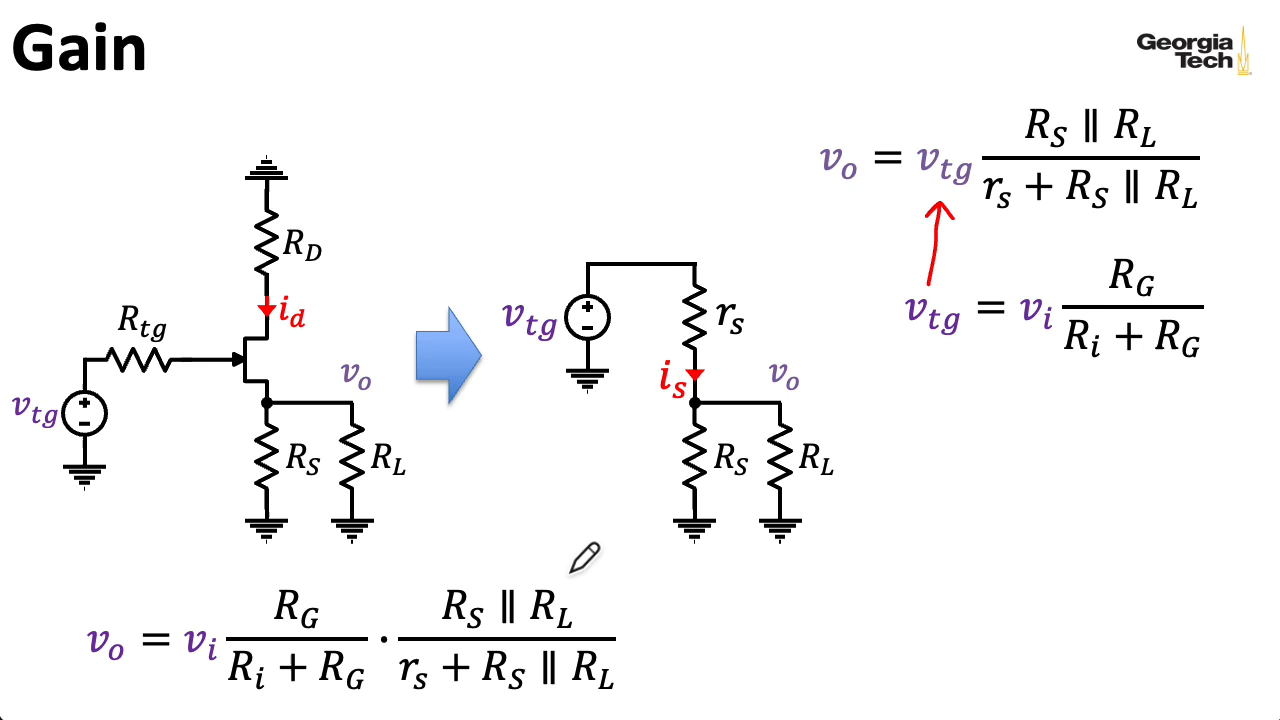 Gain
Georgia
Tech
R_D
i_d
R_tg
v_tg
+
−
v_o
R_S
R_L
v_tg
+
−
r_s
i_s
v_o
R_S
R_L
v_o = v_tg (R_S ∥ R_L)/(r_s + R_S ∥ R_L)
v_tg = v_i R_G/(R_i + R_G)
v_o = v_i R_G/(R_i + R_G) · (R_S ∥ R_L)/(r_s + R_S ∥ R_L)